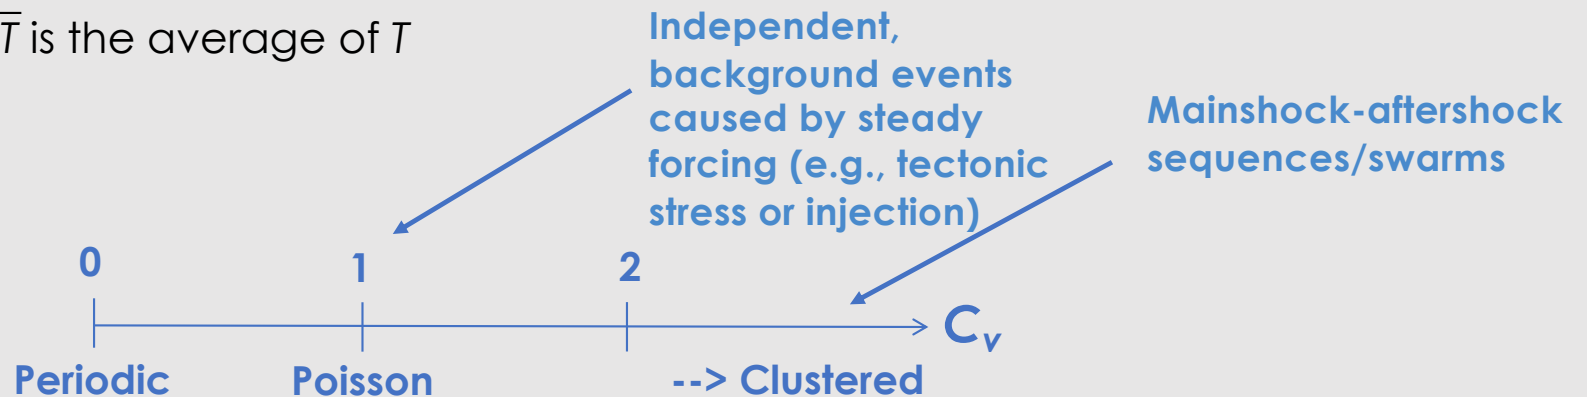 T̅ is the average of T
Independent,
background events
caused by steady
forcing (e.g., tectonic
stress or injection)
Mainshock-aftershock
sequences/swarms
0
1
2
Cᵥ
Periodic
Poisson
--> Clustered